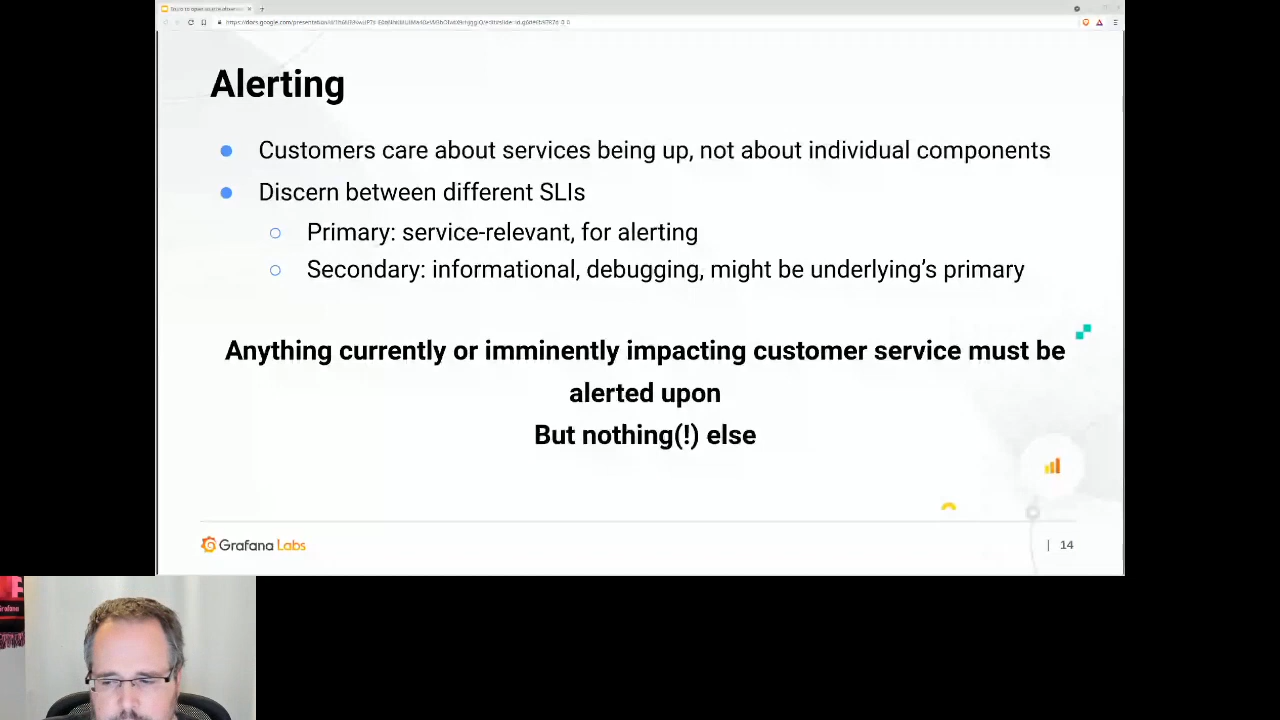 Alerting
Customers care about services being up, not about individual components
Discern between different SLIs
Primary: service-relevant, for alerting
Secondary: informational, debugging, might be underlying’s primary
Anything currently or imminently impacting customer service must be
alerted upon
But nothing(!) else
Grafana Labs
| 14
Grafana